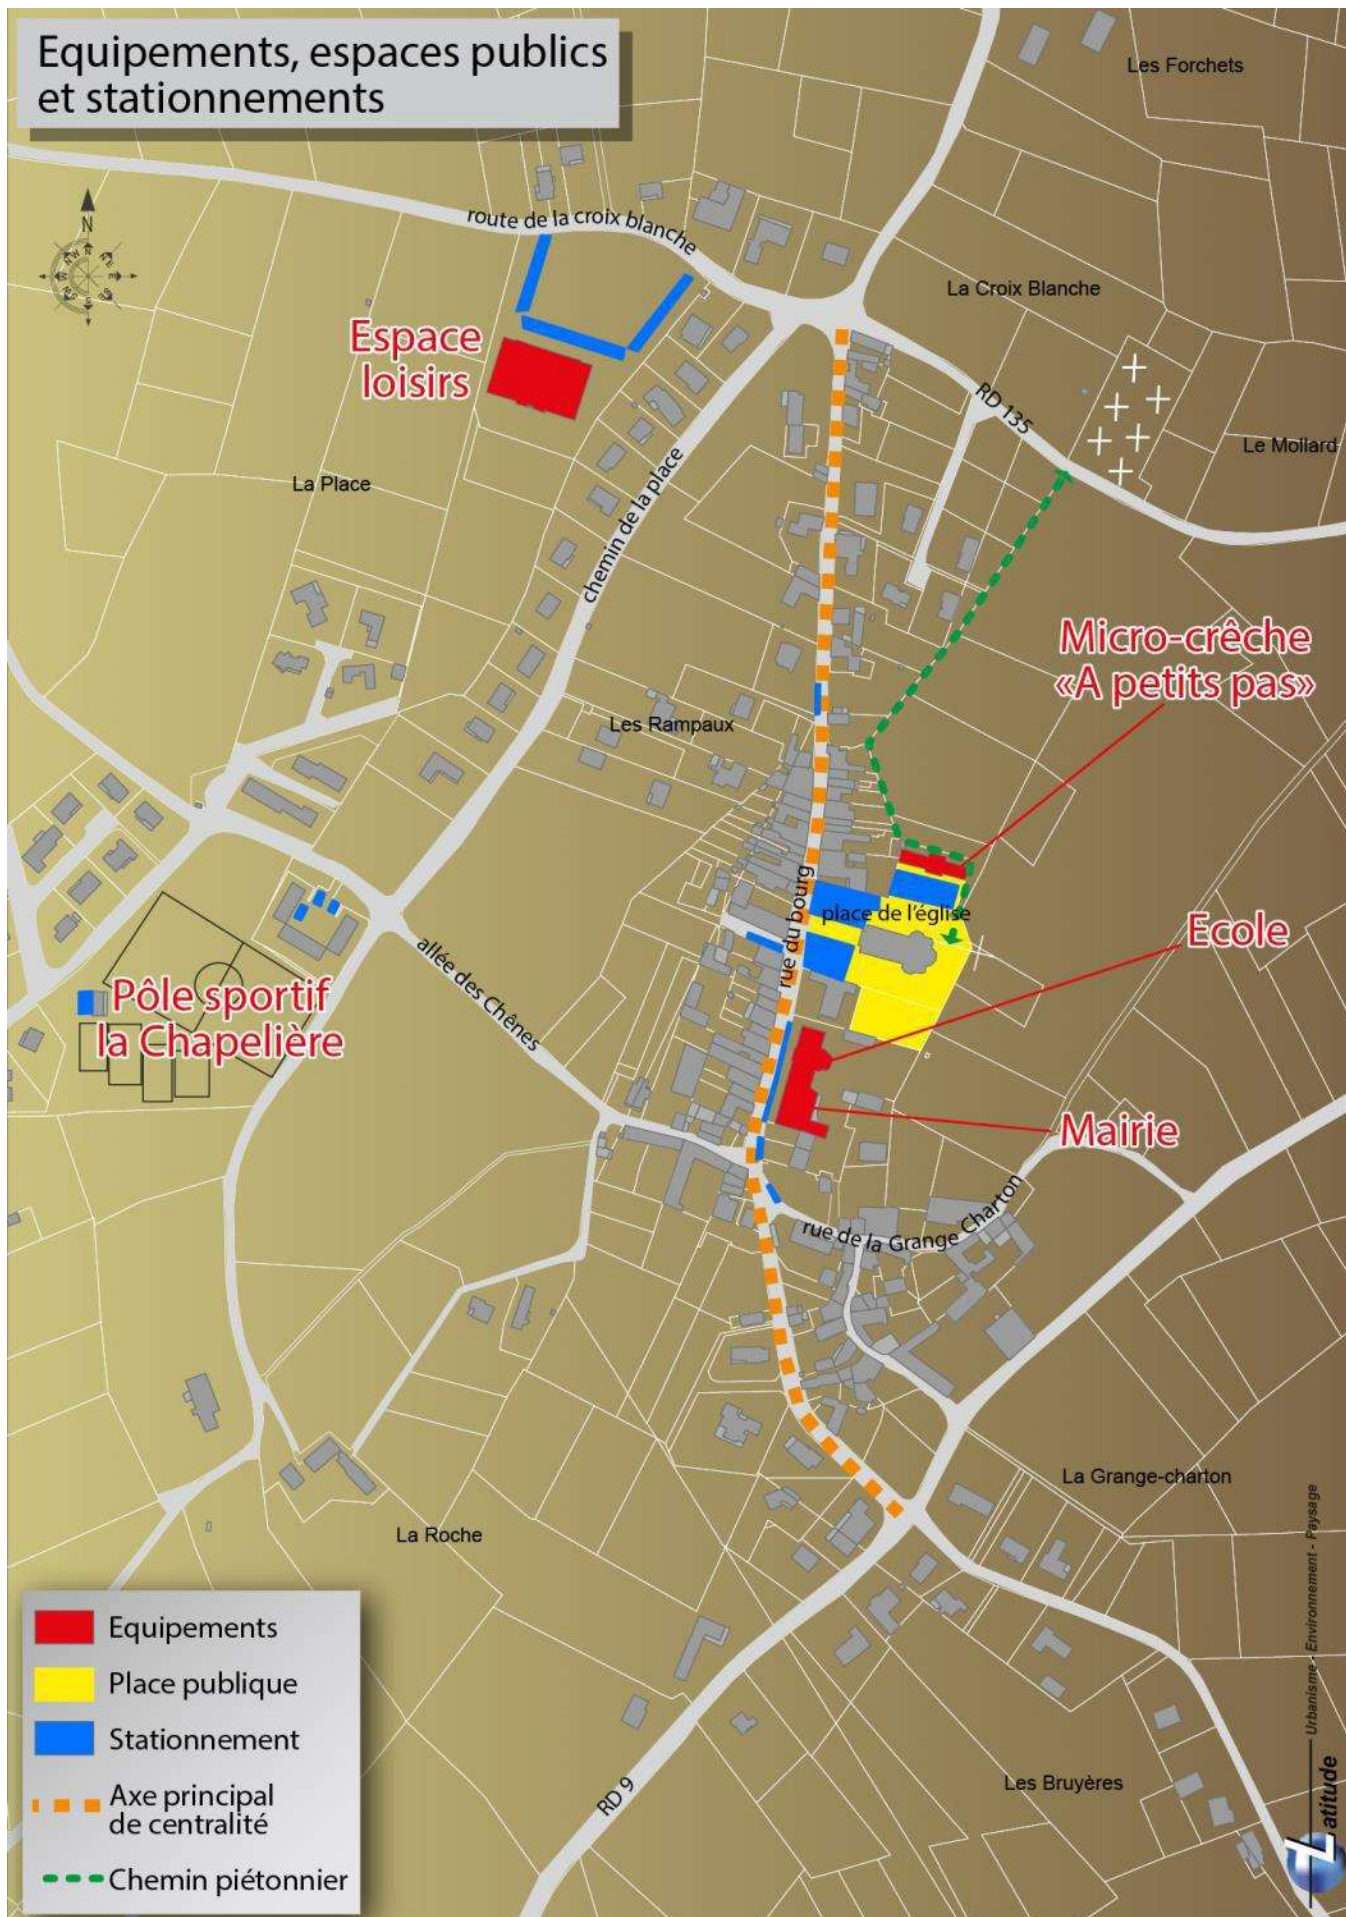 Equipements, espaces publics
et stationnements
Les Forchets
N
route de la croix blanche
La Croix Blanche
Espace
loisirs
RD 135
Le Mollard
La Place
chemin de la place
Micro-crêche
«A petits pas»
Les Rampaux
rue du bourg
place de l'église
Ecole
allée des Chênes
Pôle sportif
la Chapelière
Mairie
rue de la Grange Charton
La Grange-charton
La Roche
Les Bruyères
RD 9
Equipements
Place publique
Stationnement
Axe principal
de centralité
Chemin piétonnier
Urbanisme - Environnement - Paysage
Latitude